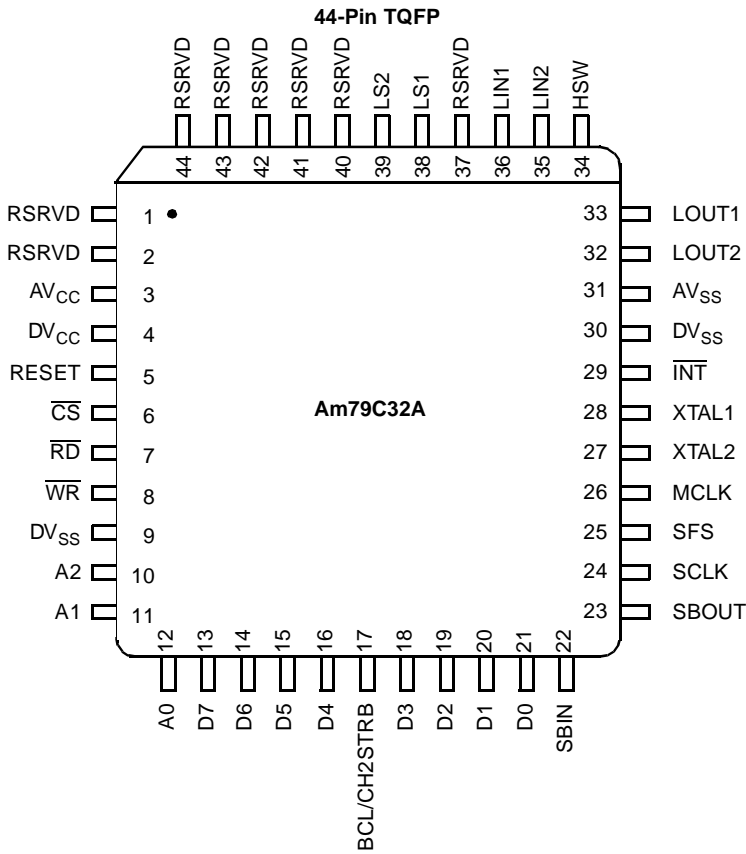 44-Pin TQFP
RSRVD
RSRVD
RSRVD
RSRVD
RSRVD
LS2
LS1
RSRVD
LIN1
LIN2
HSW
44
43
42
41
40
39
38
37
36
35
34
RSRVD 1
RSRVD 2
AVCC 3
DVCC 4
RESET 5
CS 6
RD 7
WR 8
DVSS 9
A2 10
A1 11
Am79C32A
33 LOUT1
32 LOUT2
31 AVSS
30 DVSS
29 INT
28 XTAL1
27 XTAL2
26 MCLK
25 SFS
24 SCLK
23 SBOUT
12
13
14
15
16
17
18
19
20
21
22
A0
D7
D6
D5
D4
BCL/CH2STRB
D3
D2
D1
D0
SBIN